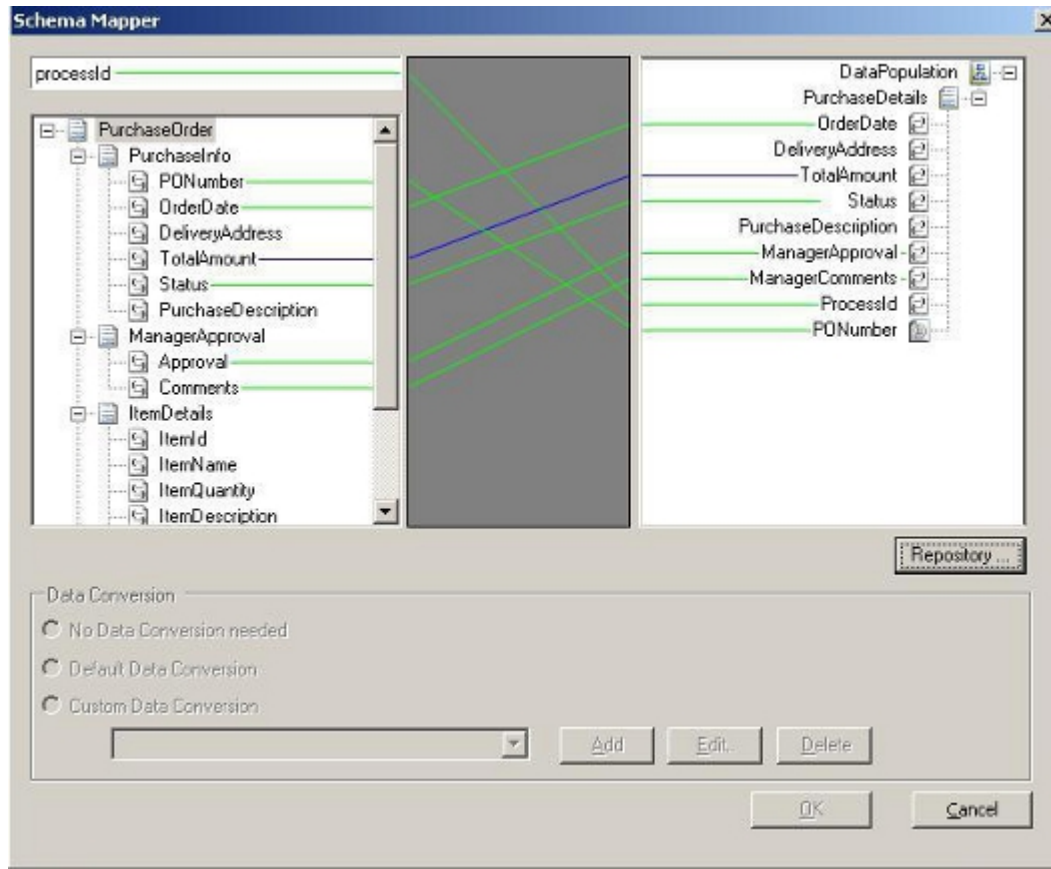 Schema Mapper
processId
PurchaseOrder
PurchaseInfo
PONumber
OrderDate
DeliveryAddress
TotalAmount
Status
PurchaseDescription
ManagerApproval
Approval
Comments
ItemDetails
ItemId
ItemName
ItemQuantity
ItemDescription
DataPopulation
PurchaseDetails
OrderDate
DeliveryAddress
TotalAmount
Status
PurchaseDescription
ManagerApproval
ManagerComments
ProcessId
PONumber
Repository ...
Data Conversion
No Data Conversion needed
Default Data Conversion
Custom Data Conversion
Add
Edit..
Delete
OK
Cancel